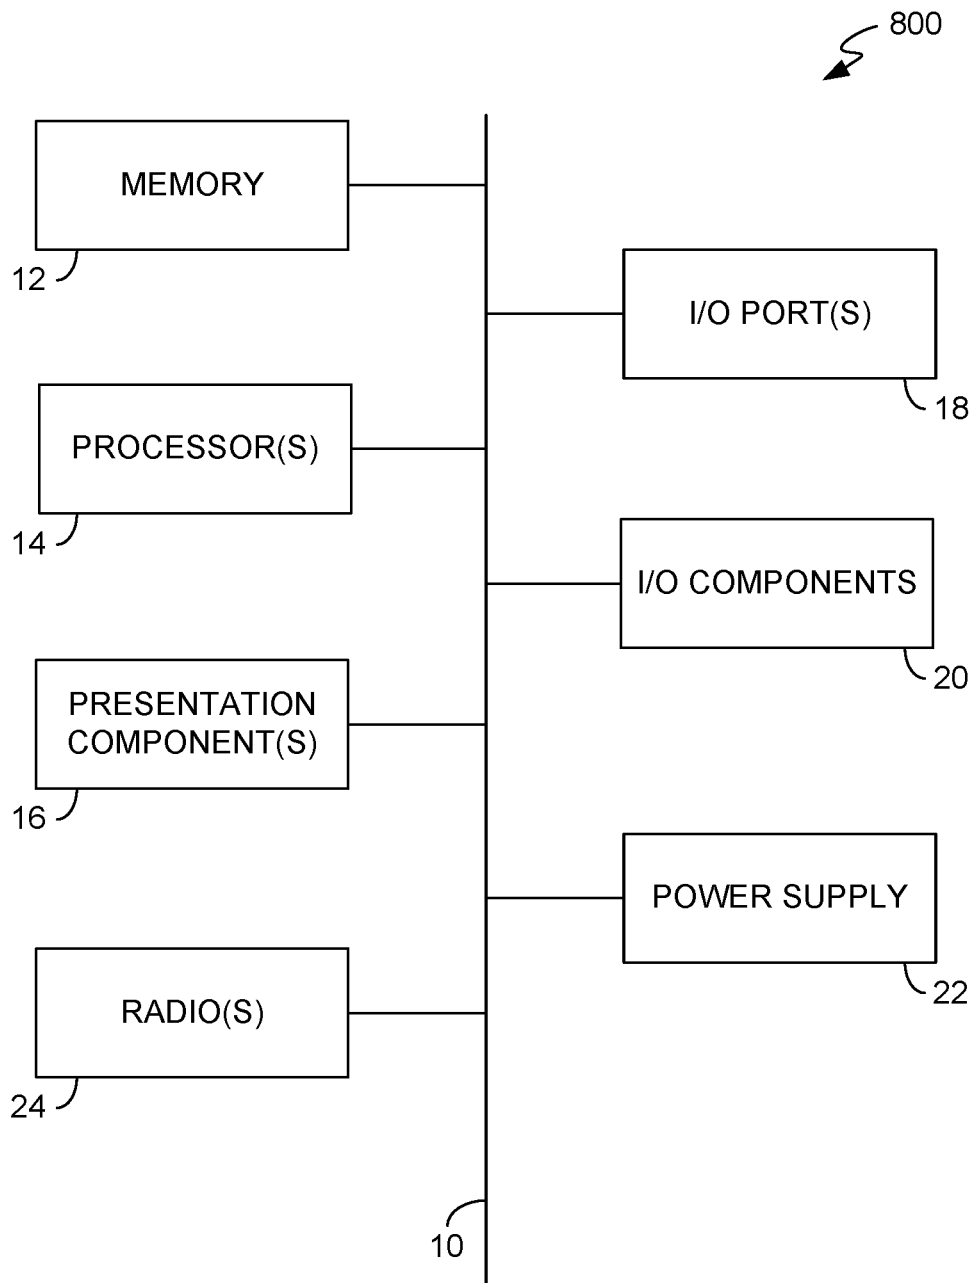 800
MEMORY
12
I/O PORT(S)
18
PROCESSOR(S)
14
I/O COMPONENTS
20
PRESENTATION
COMPONENT(S)
16
POWER SUPPLY
22
RADIO(S)
24
10